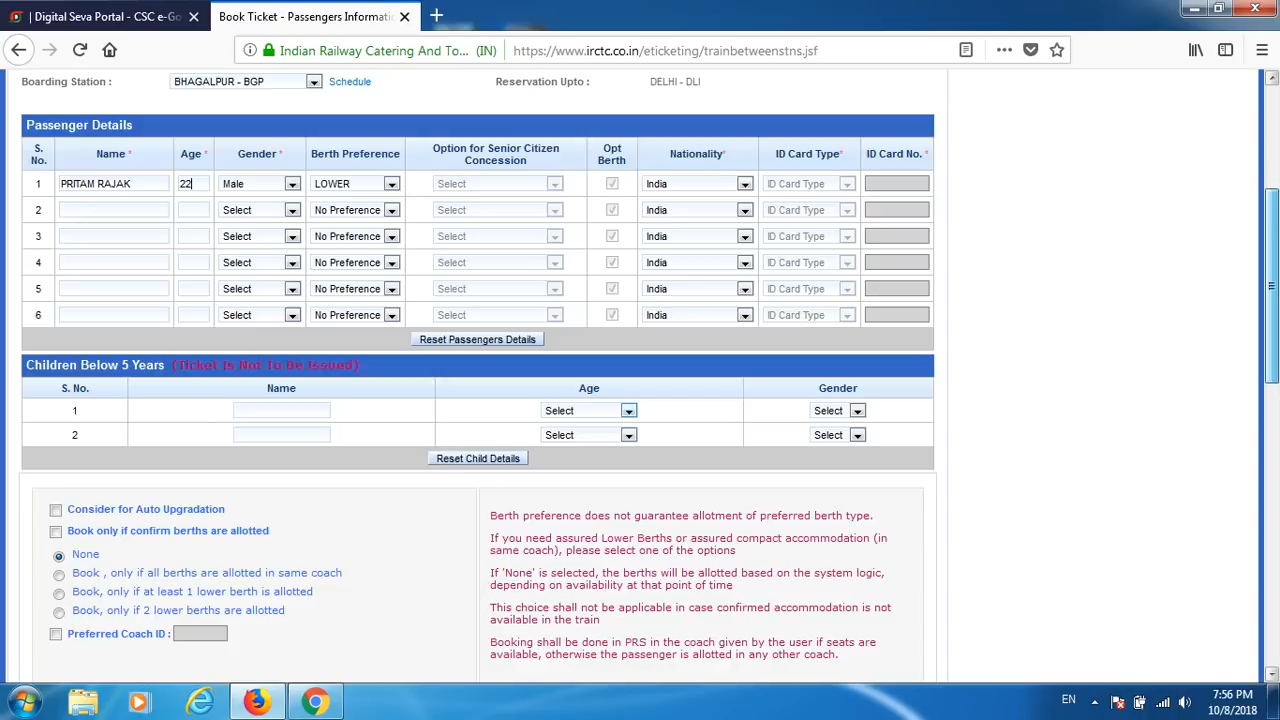 | Digital Seva Portal - CSC e-Go
Book Ticket - Passengers Informati
Indian Railway Catering And To... (IN)
https://www.irctc.co.in/eticketing/trainbetweenstns.jsf
Boarding Station :
BHAGALPUR - BGP
Schedule
Reservation Upto :
DELHI - DLI
Passenger Details
S. No.
Name *
Age *
Gender *
Berth Preference
Option for Senior Citizen Concession
Opt Berth
Nationality*
ID Card Type*
ID Card No. *
1 PRITAM RAJAK 22 Male LOWER Select India ID Card Type
2 Select No Preference Select India ID Card Type
3 Select No Preference Select India ID Card Type
4 Select No Preference Select India ID Card Type
5 Select No Preference Select India ID Card Type
6 Select No Preference Select India ID Card Type
Reset Passengers Details
Children Below 5 Years (Ticket Is Not To Be Issued)
S. No. Name Age Gender
1 Select Select
2 Select Select
Reset Child Details
Consider for Auto Upgradation
Book only if confirm berths are allotted
None
Book , only if all berths are allotted in same coach
Book, only if at least 1 lower berth is allotted
Book, only if 2 lower berths are allotted
Preferred Coach ID :
Berth preference does not guarantee allotment of preferred berth type.
If you need assured Lower Berths or assured compact accommodation (in
same coach), please select one of the options
If 'None' is selected, the berths will be allotted based on the system logic,
depending on availability at that point of time
This choice shall not be applicable in case confirmed accommodation is not
available in the train
Booking shall be done in PRS in the coach given by the user if seats are
available, otherwise the passenger is allotted in any other coach.
EN
7:56 PM
10/8/2018